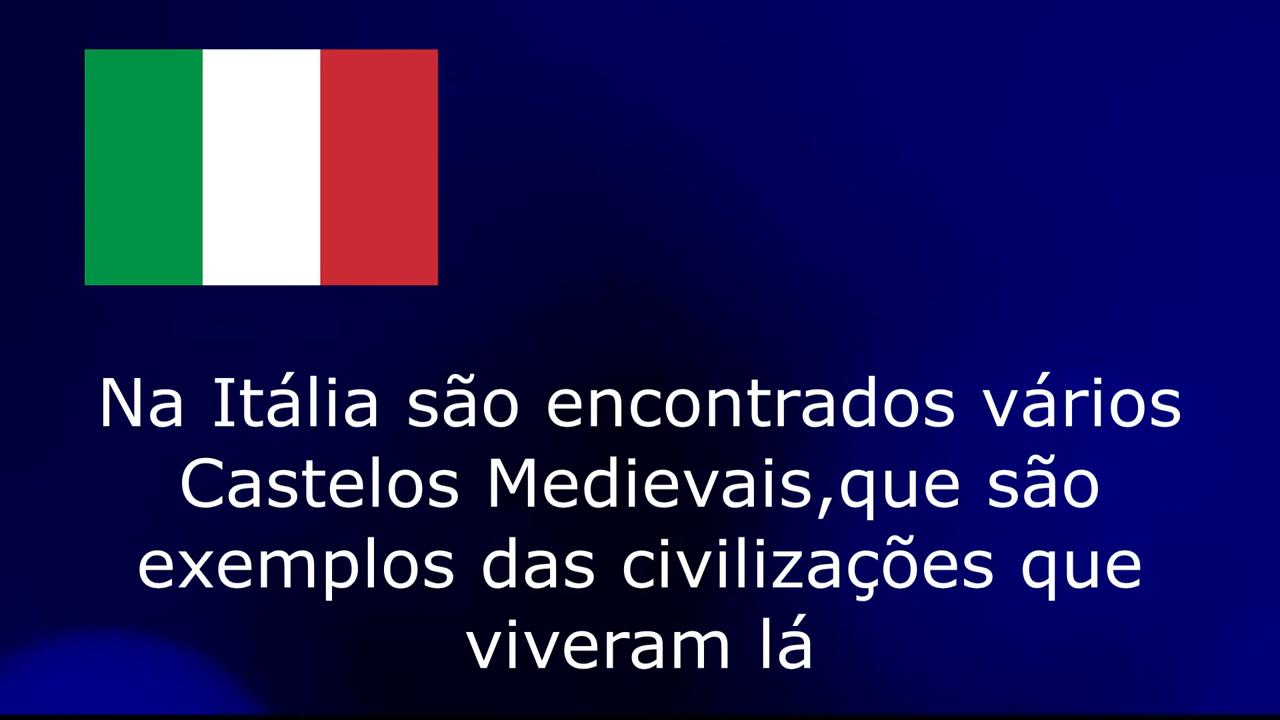 Na Itália são encontrados vários
Castelos Medievais,que são
exemplos das civilizações que
viveram lá